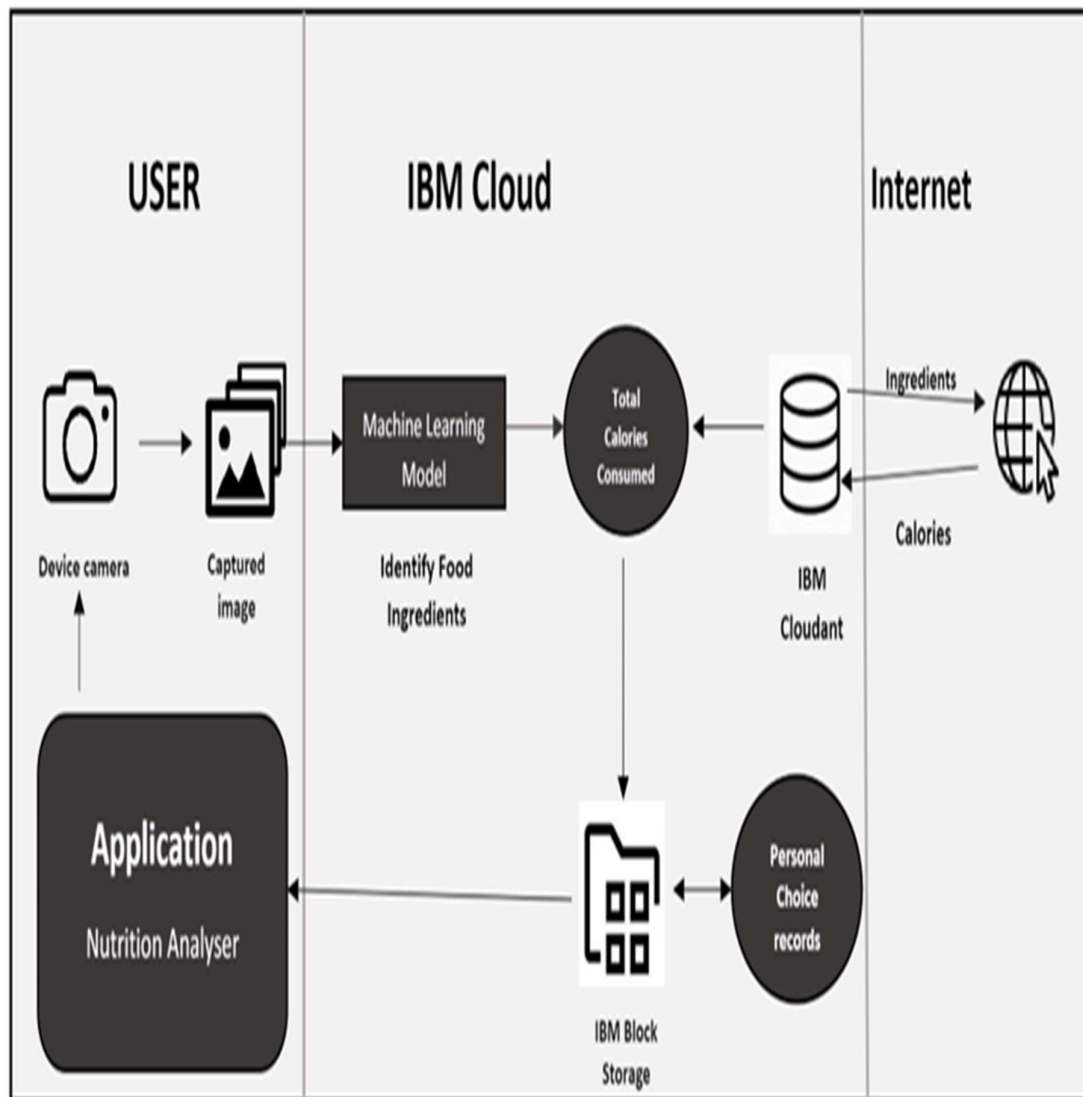 USER
IBM Cloud
Internet
Machine Learning
Model
Total
Calories
Consumed
Ingredients
Calories
Device camera
Captured
image
Identify Food
Ingredients
IBM
Cloudant
Application
Nutrition Analyser
Personal
Choice
records
IBM Block
Storage